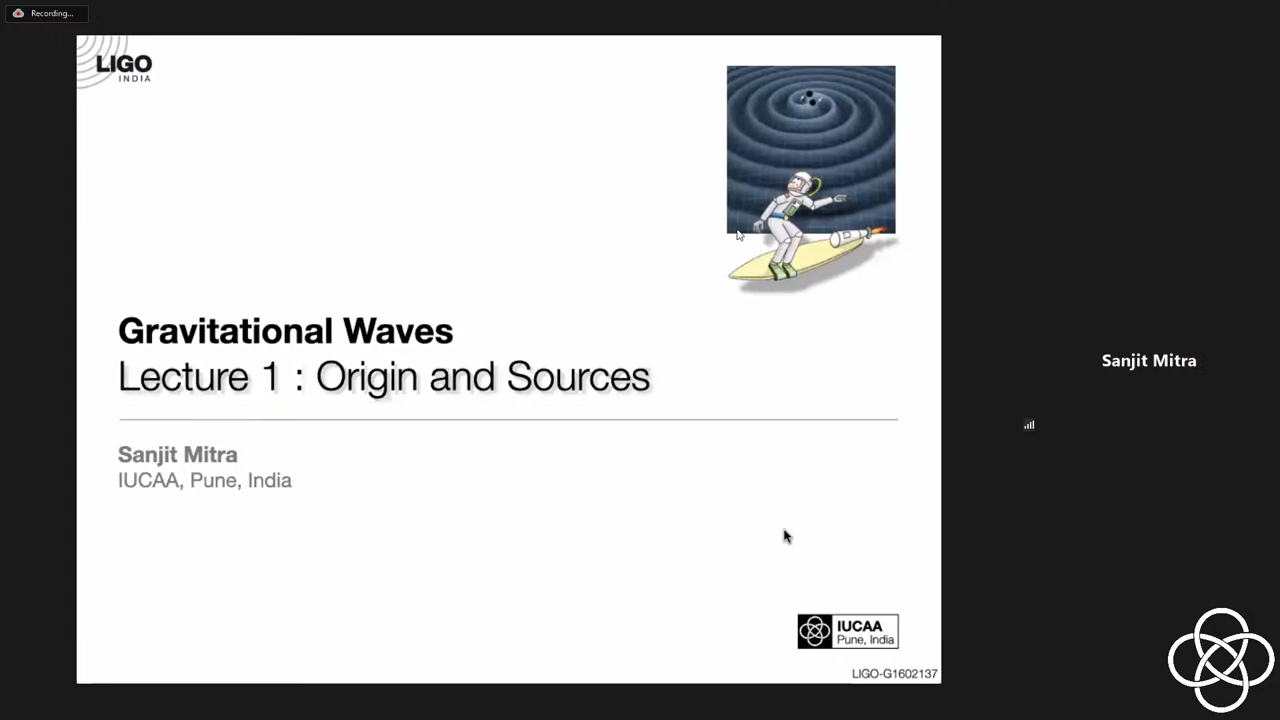 Recording...
LIGO
INDIA
Gravitational Waves
Lecture 1 : Origin and Sources
Sanjit Mitra
IUCAA, Pune, India
Sanjit Mitra
IUCAA
Pune, India
LIGO-G1602137